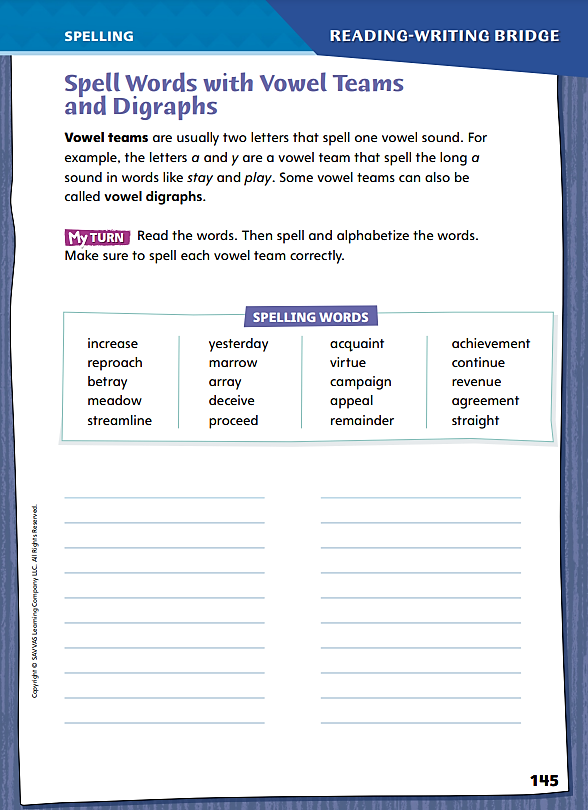 SPELLING
READING-WRITING BRIDGE
Spell Words with Vowel Teams
and Digraphs
Vowel teams are usually two letters that spell one vowel sound. For
example, the letters a and y are a vowel team that spell the long a
sound in words like stay and play. Some vowel teams can also be
called vowel digraphs.
My TURN Read the words. Then spell and alphabetize the words.
Make sure to spell each vowel team correctly.
SPELLING WORDS
increase
reproach
betray
meadow
streamline
yesterday
marrow
array
deceive
proceed
acquaint
virtue
campaign
appeal
remainder
achievement
continue
revenue
agreement
straight
Copyright © SAVVAS Learning Company LLC. All Rights Reserved.
145